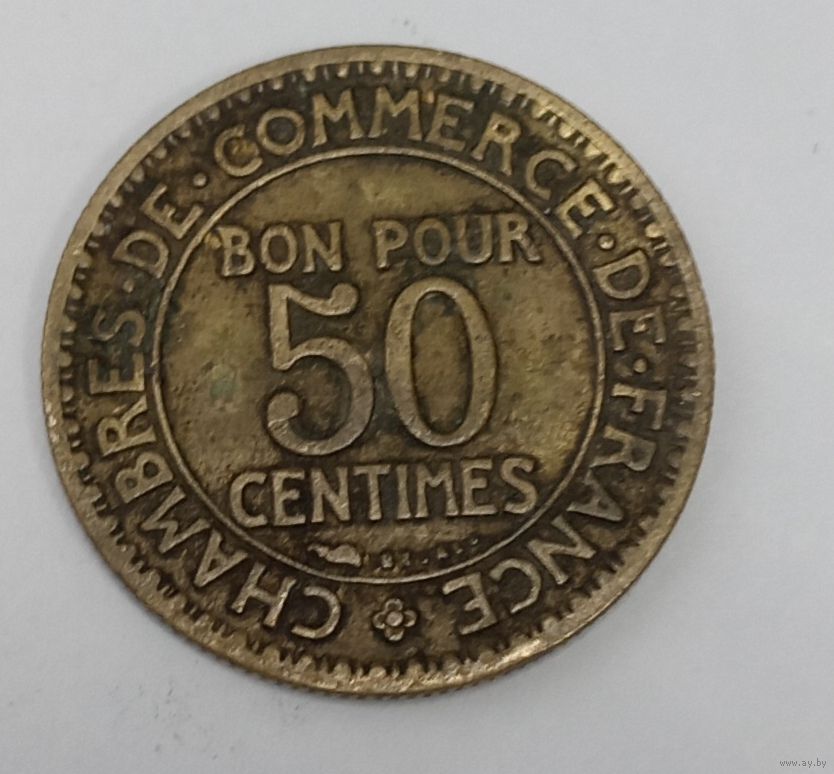 CHAMBRES·DE·COMMERCE·DE·FRANCE
BON POUR
50
CENTIMES
www.ay.by